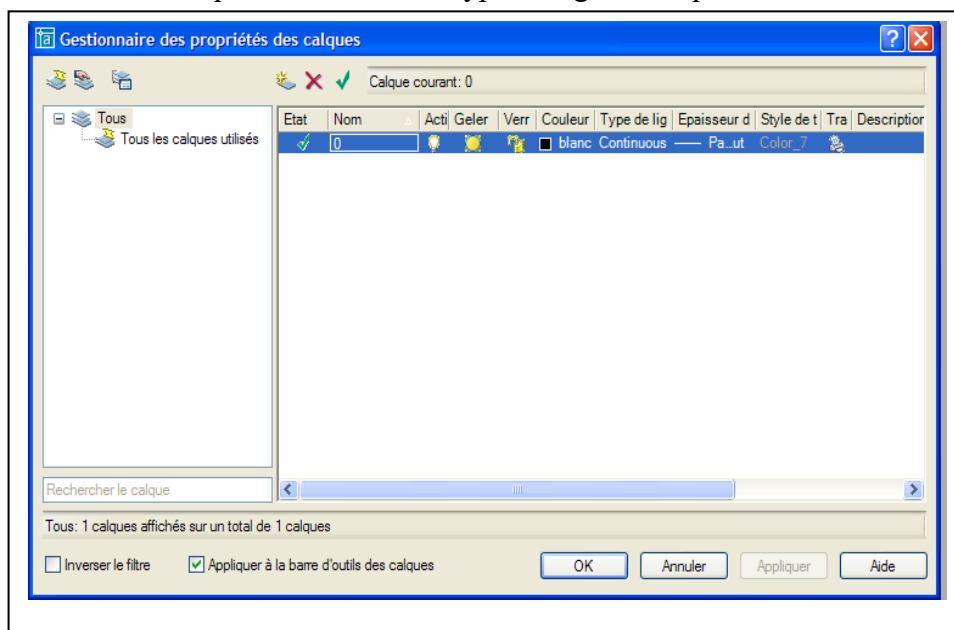 Gestionnaire des propriétés des calques
Calque courant: 0
Tous
Tous les calques utilisés
Etat Nom Acti Geler Verr Couleur Type de lig Epaisseur d Style de t Tra Description
0 blanc Continuous Pa...ut Color_7
Rechercher le calque
Tous: 1 calques affichés sur un total de 1 calques
Inverser le filtre Appliquer à la barre d'outils des calques OK Annuler Appliquer Aide